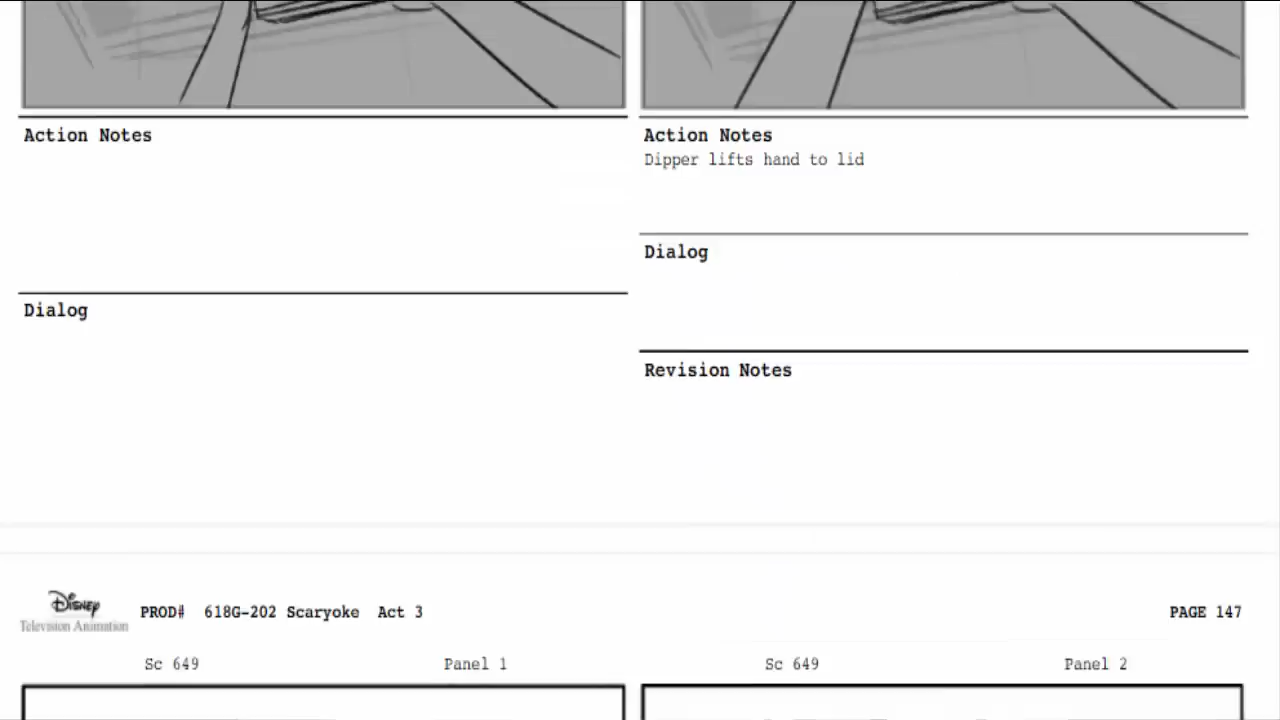 Action Notes
Dialog
Action Notes
Dipper lifts hand to lid
Dialog
Revision Notes
Disney
Television Animation
PROD# 618G-202 Scaryoke Act 3
PAGE 147
Sc 649
Panel 1
Sc 649
Panel 2